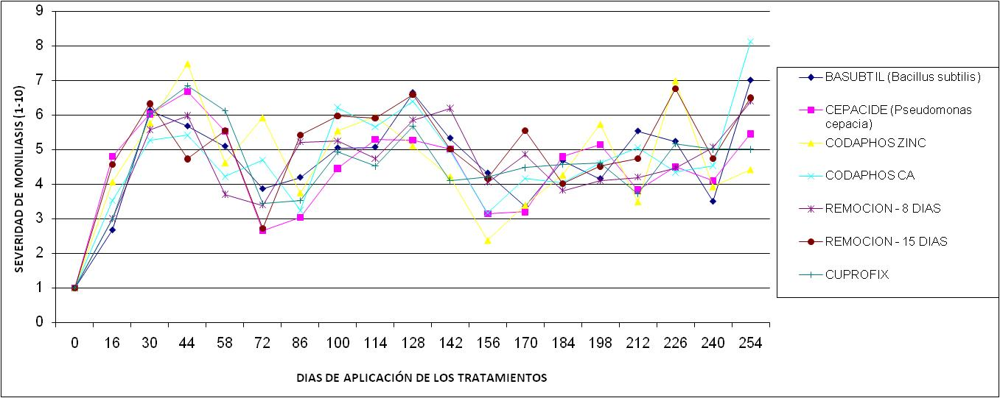 9
8
7
6
5
4
3
2
1
0
SEVERIDAD DE MONILIASIS (1-10)
0 16 30 44 58 72 86 100 114 128 142 156 170 184 198 212 226 240 254
DIAS DE APLICACIÓN DE LOS TRATAMIENTOS
BASUBTIL (Bacillus subtilis)
CEPACIDE (Pseudomonas
cepacia)
CODAPHOS ZINC
CODAPHOS CA
REMOCION - 8 DIAS
REMOCION - 15 DIAS
CUPROFIX